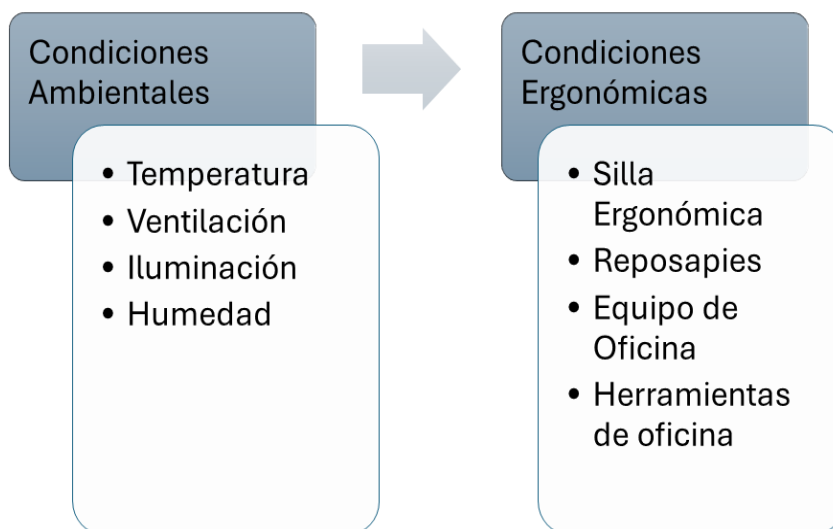 Condiciones
Ambientales
• Temperatura
• Ventilación
• Iluminación
• Humedad
Condiciones
Ergonómicas
• Silla
Ergonómica
• Reposapies
• Equipo de
Oficina
• Herramientas
de oficina